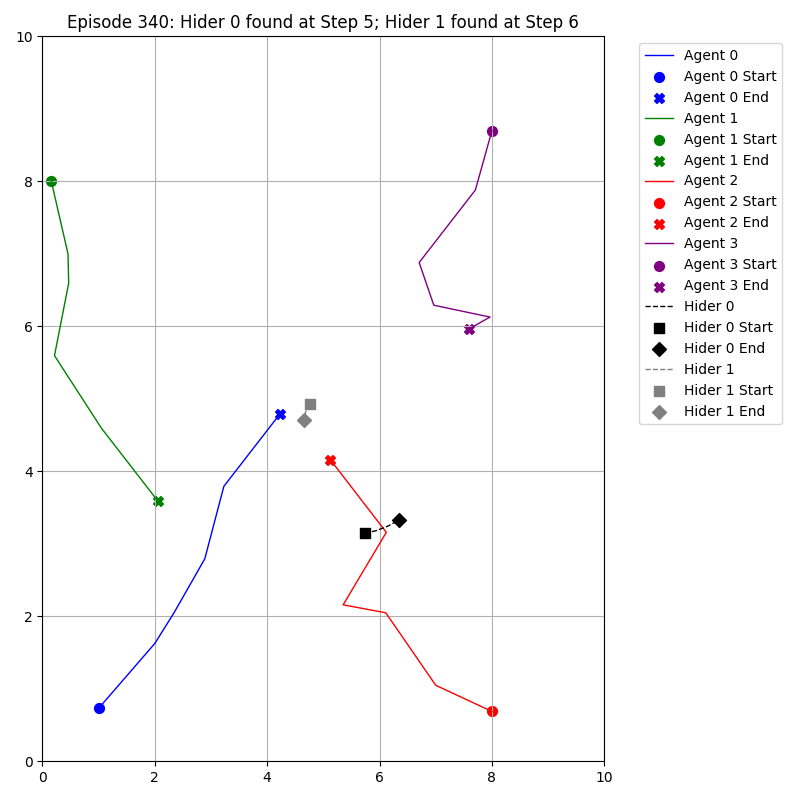 Episode 340: Hider 0 found at Step 5; Hider 1 found at Step 6
10
8
6
4
2
0
0 2 4 6 8 10
Agent 0
Agent 0 Start
Agent 0 End
Agent 1
Agent 1 Start
Agent 1 End
Agent 2
Agent 2 Start
Agent 2 End
Agent 3
Agent 3 Start
Agent 3 End
Hider 0
Hider 0 Start
Hider 0 End
Hider 1
Hider 1 Start
Hider 1 End